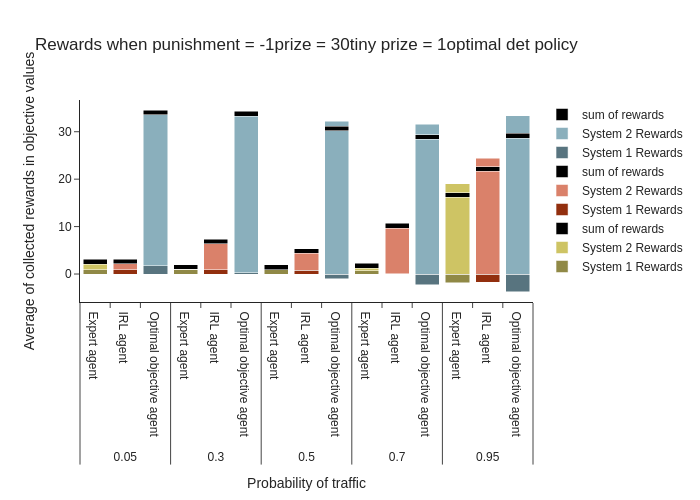 Rewards when punishment = -1prize = 30tiny prize = 1optimal det policy
Average of collected rewards in objective values
30
20
10
0
sum of rewards
System 2 Rewards
System 1 Rewards
sum of rewards
System 2 Rewards
System 1 Rewards
sum of rewards
System 2 Rewards
System 1 Rewards
Expert agent
IRL agent
Optimal objective agent
Expert agent
IRL agent
Optimal objective agent
Expert agent
IRL agent
Optimal objective agent
Expert agent
IRL agent
Optimal objective agent
Expert agent
IRL agent
Optimal objective agent
0.05
0.3
0.5
0.7
0.95
Probability of traffic